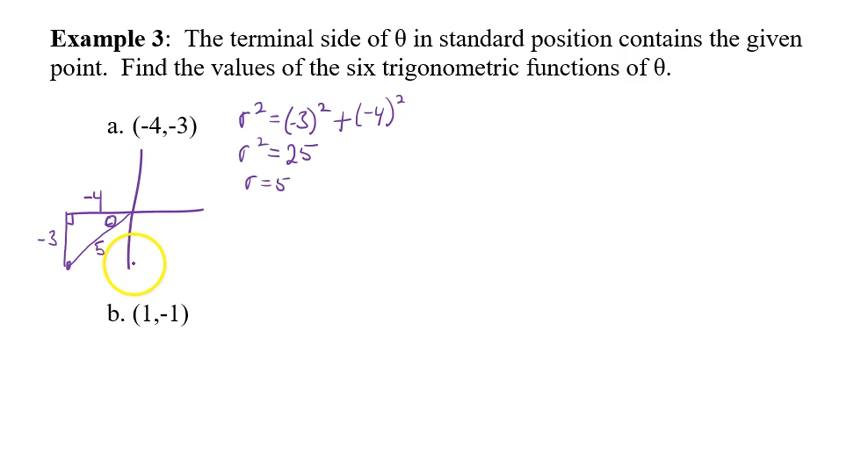 Example 3: The terminal side of θ in standard position contains the given
point. Find the values of the six trigonometric functions of θ.
a. (-4,-3)
r²=(-3)²+(-4)²
r²=25
r=5
-4
θ
-3
5
b. (1,-1)